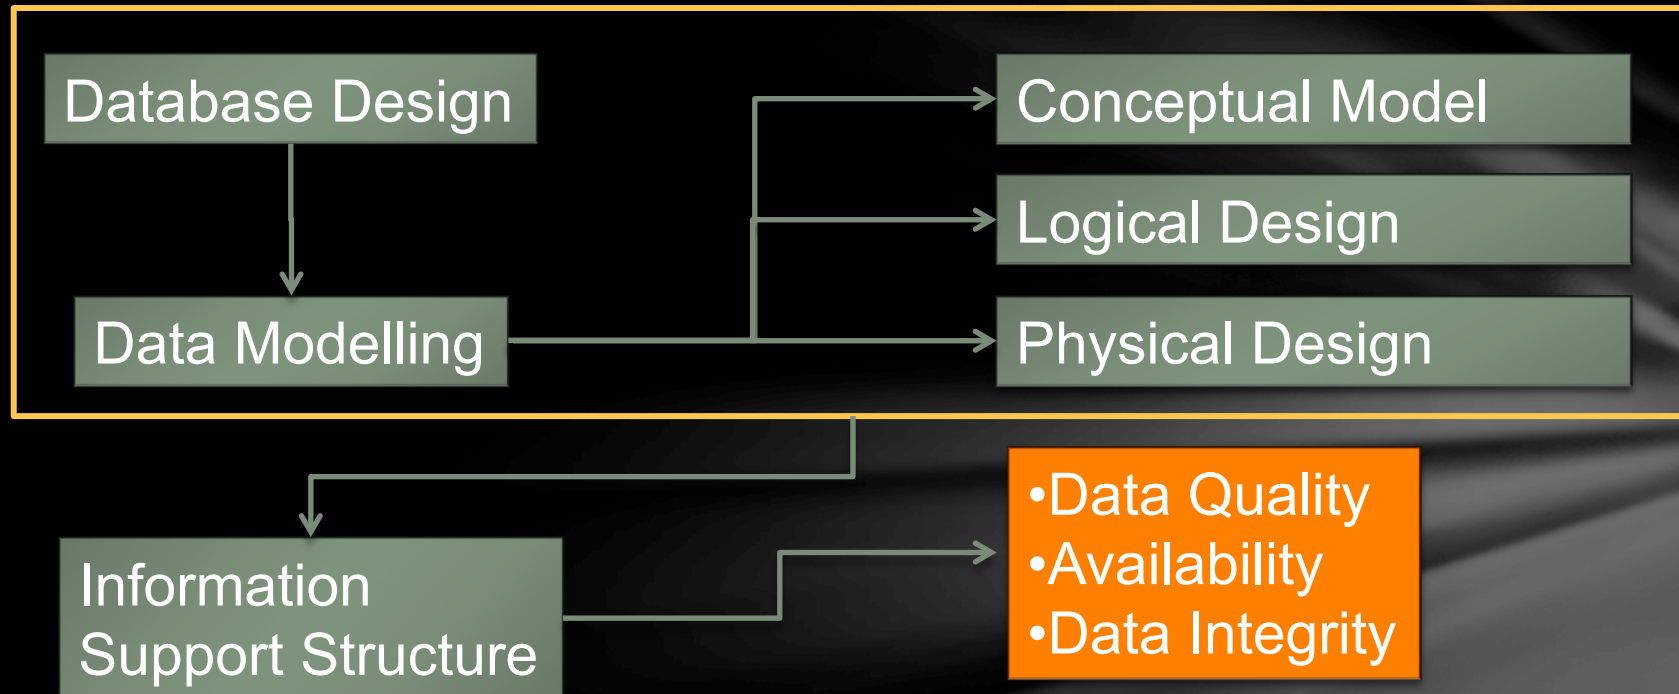 Database Design
Conceptual Model
Logical Design
Data Modelling
Physical Design
Information
Support Structure
•Data Quality
•Availability
•Data Integrity